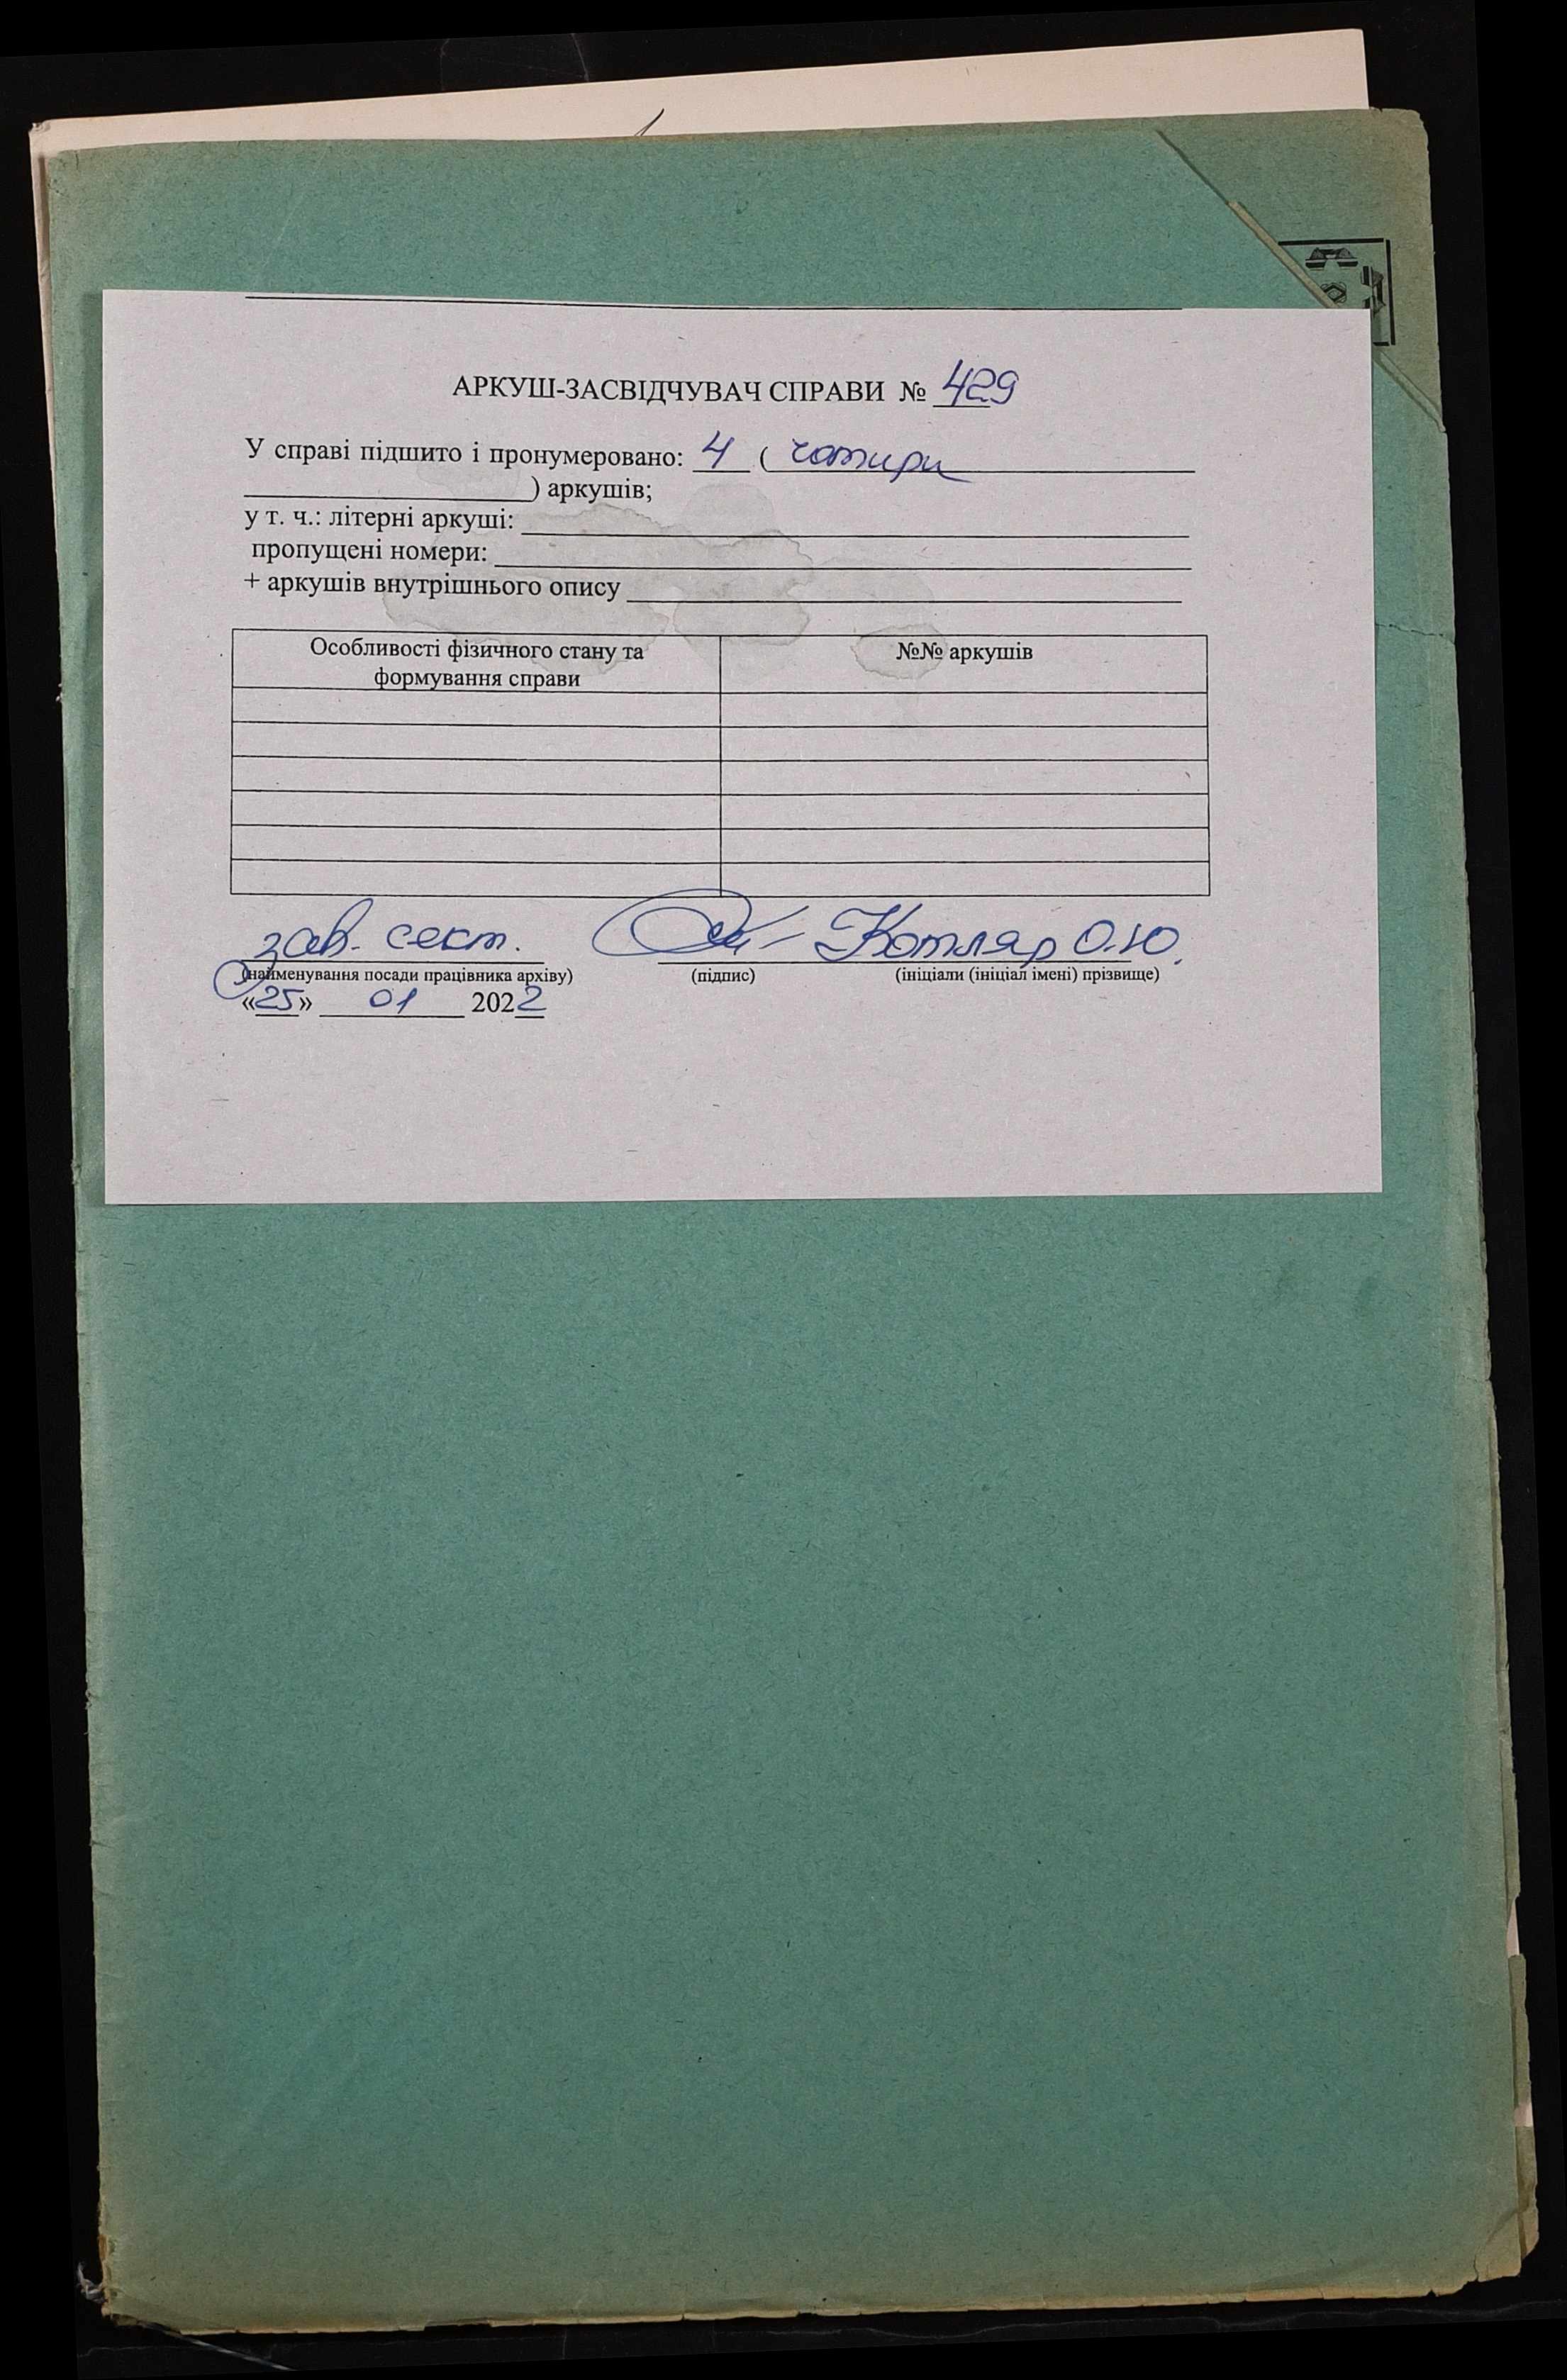 АРКУШ-ЗАСВІДЧУВАЧ СПРАВИ № 429
У справі підшито і пронумеровано: 4 ( чотири
) аркушів;
у т. ч.: літерні аркуші:
пропущені номери:
+ аркушів внутрішнього опису
Особливості фізичного стану та формування справи №№ аркушів
зав. сект. Котляр О.Ю.
(найменування посади працівника архіву) (підпис) (ініціали (ініціал імені) прізвище)
«25» 01 2022